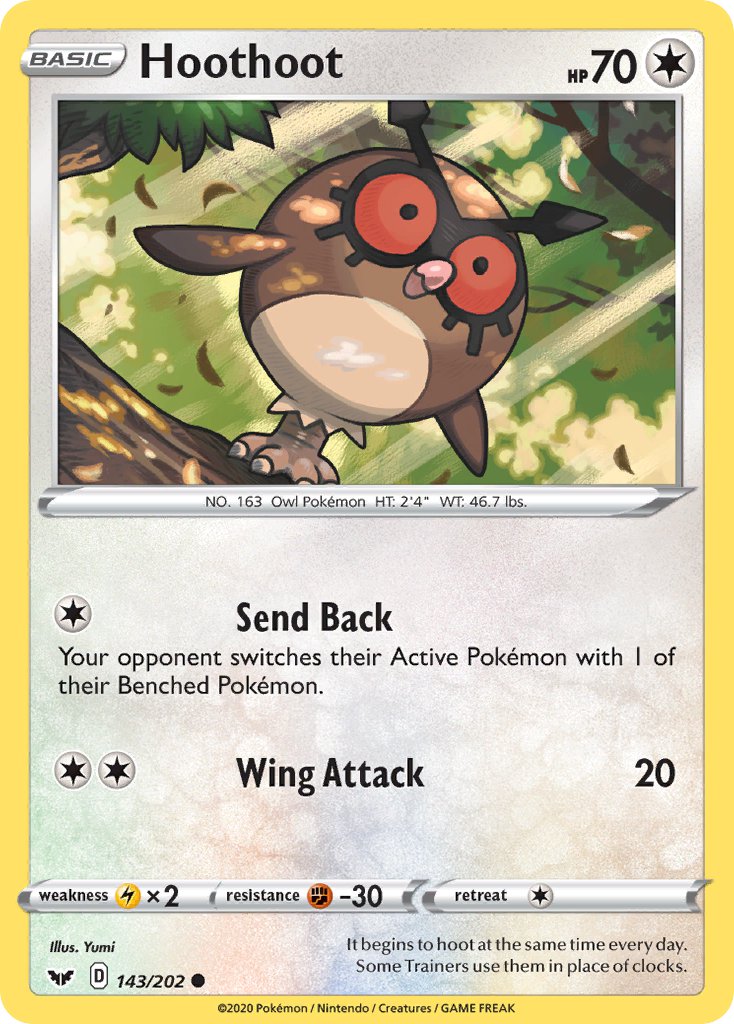 BASIC Hoothoot HP 70
NO. 163 Owl Pokémon HT: 2'4" WT: 46.7 lbs.
Send Back
Your opponent switches their Active Pokémon with 1 of
their Benched Pokémon.
Wing Attack 20
weakness ×2 resistance -30 retreat
Illus. Yumi
It begins to hoot at the same time every day.
Some Trainers use them in place of clocks.
D 143/202
©2020 Pokémon / Nintendo / Creatures / GAME FREAK